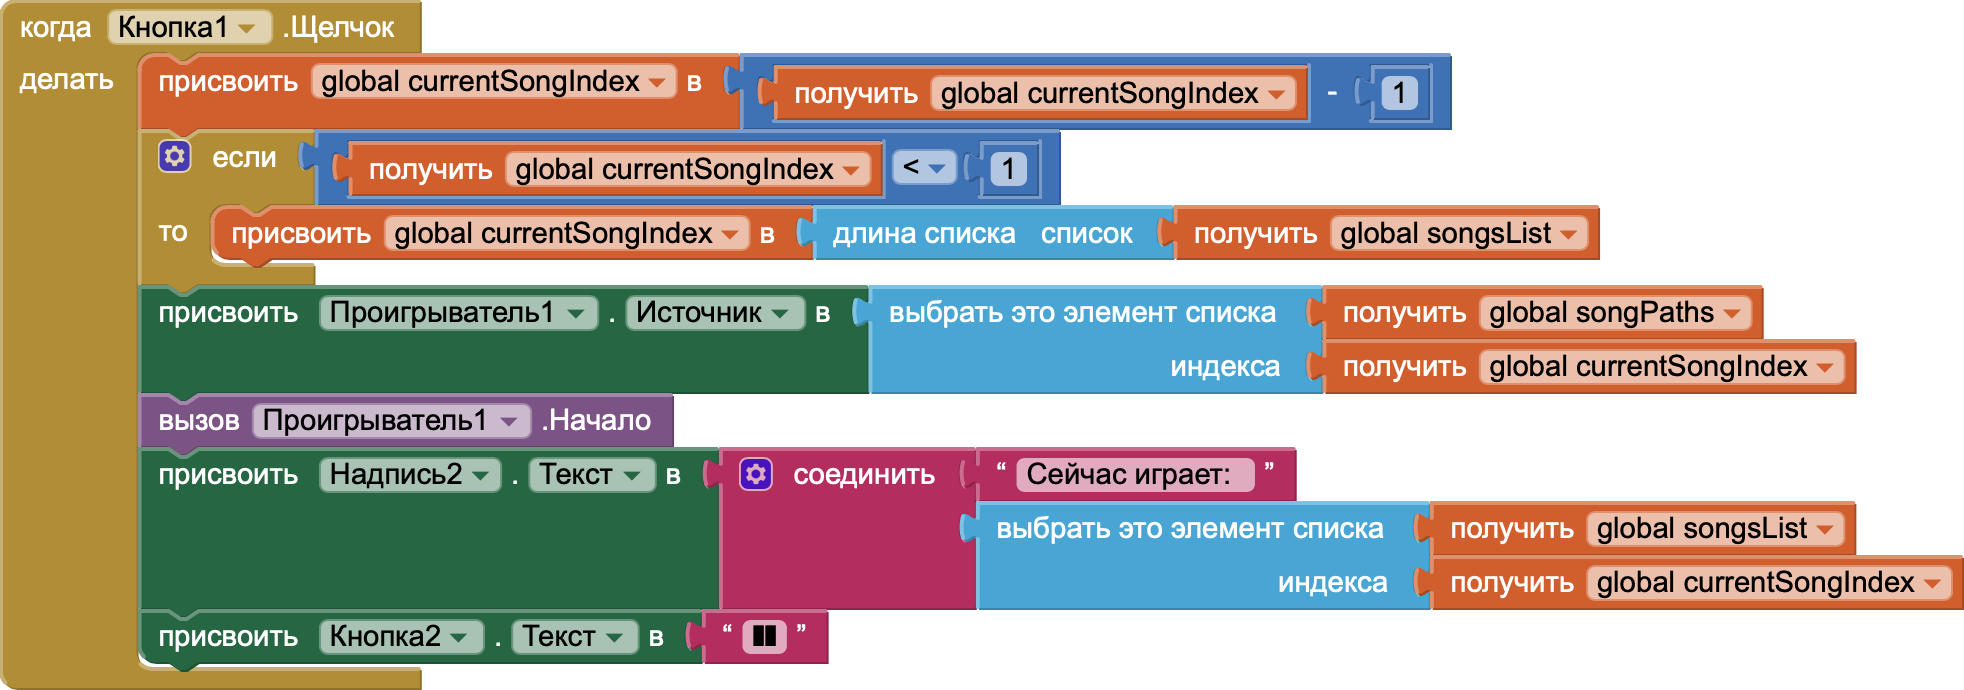 когда Кнопка1 .Щелчок
делать присвоить global currentSongIndex в получить global currentSongIndex - 1
если получить global currentSongIndex < 1
то присвоить global currentSongIndex в длина списка список получить global songsList
присвоить Проигрыватель1 . Источник в выбрать это элемент списка получить global songPaths
индекса получить global currentSongIndex
вызов Проигрыватель1 .Начало
присвоить Надпись2 . Текст в соединить “ Сейчас играет: ”
выбрать это элемент списка получить global songsList
индекса получить global currentSongIndex
присвоить Кнопка2 . Текст в “ ▮▮ ”